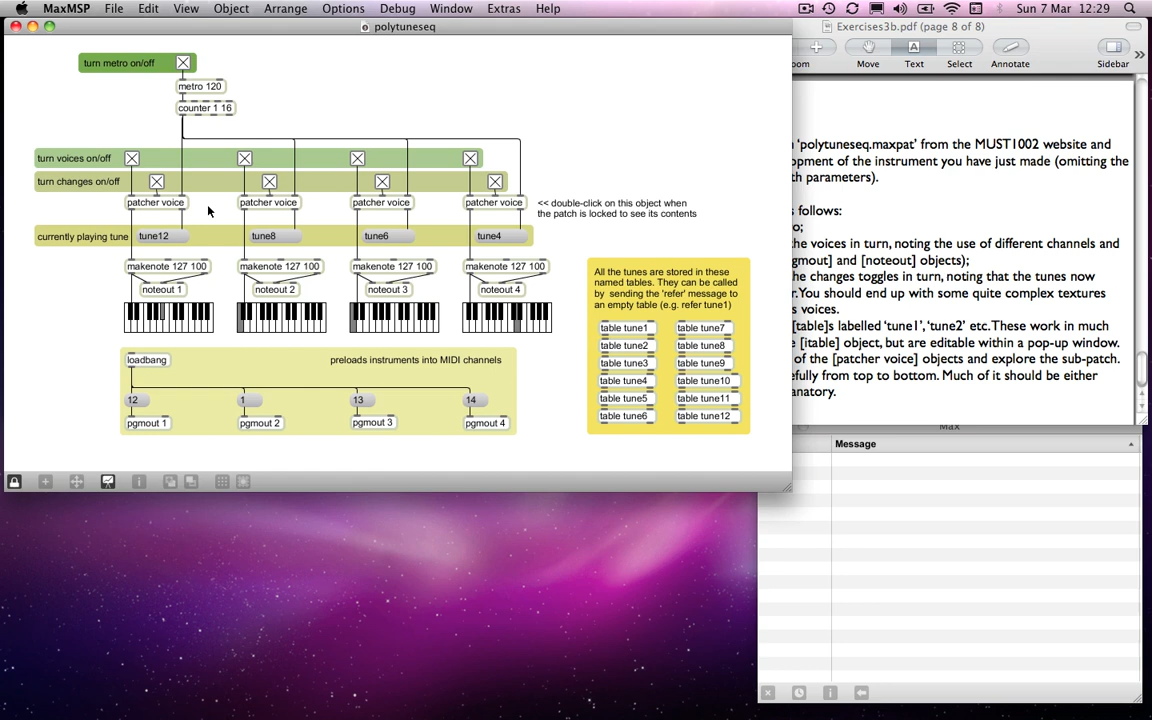 MaxMSP File Edit View Object Arrange Options Debug Window Extras Help Sun 7 Mar 12:29
polytuneseq
turn metro on/off
metro 120
counter 1 16
turn voices on/off
turn changes on/off
patcher voice patcher voice patcher voice patcher voice
<< double-click on this object when
the patch is locked to see its contents
currently playing tune tune12 tune8 tune6 tune4
makenote 127 100 makenote 127 100 makenote 127 100 makenote 127 100
noteout 1 noteout 2 noteout 3 noteout 4
loadbang preloads instruments into MIDI channels
12 1 13 14
pgmout 1 pgmout 2 pgmout 3 pgmout 4
All the tunes are stored in these
named tables. They can be called
by sending the 'refer' message to
an empty table (e.g. refer tune1)
table tune1 table tune7
table tune2 table tune8
table tune3 table tune9
table tune4 table tune10
table tune5 table tune11
table tune6 table tune12
Exercises3b.pdf (page 8 of 8)
oom Move Text Select Annotate Sidebar
'polytuneseq.maxpat' from the MUST1002 website and
opment of the instrument you have just made (omitting the
th parameters).
s follows:
o;
the voices in turn, noting the use of different channels and
gmout] and [noteout] objects);
he changes toggles in turn, noting that the tunes now
r. You should end up with some quite complex textures
s voices.
[table]s labelled 'tune1', 'tune2' etc. These work in much
e [itable] object, but are editable within a pop-up window.
of the [patcher voice] objects and explore the sub-patch.
efully from top to bottom. Much of it should be either
anatory.
Max
Message